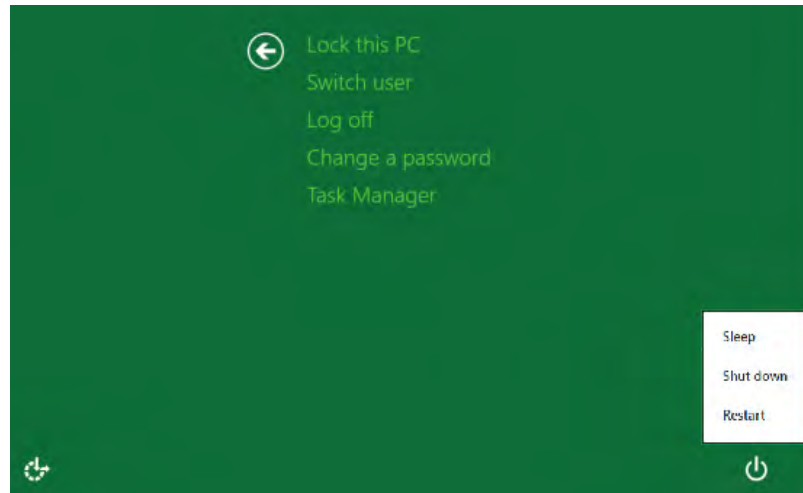 Lock this PC
Switch user
Log off
Change a password
Task Manager
Sleep
Shut down
Restart